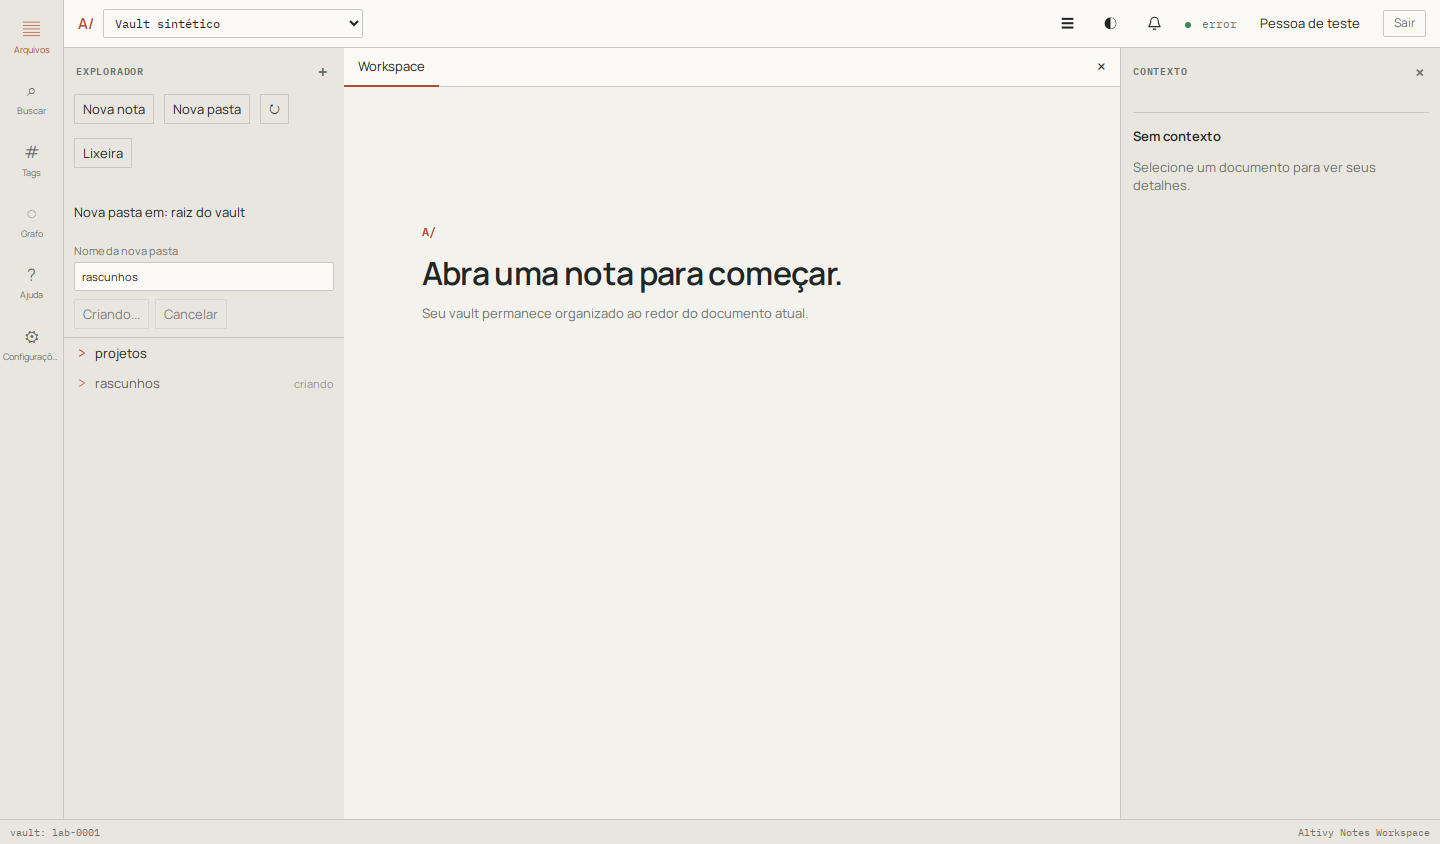 Arquivos
Buscar
Tags
Grafo
Ajuda
Configuraçõ…
A/ Vault sintético
error Pessoa de teste Sair
EXPLORADOR
Nova nota Nova pasta
Lixeira
Nova pasta em: raiz do vault
Nome da nova pasta
rascunhos
Criando… Cancelar
> projetos
> rascunhos criando
Workspace ×
A/
Abra uma nota para começar.
Seu vault permanece organizado ao redor do documento atual.
CONTEXTO ×
Sem contexto
Selecione um documento para ver seus
detalhes.
vault: lab-0001
Altivy Notes Workspace